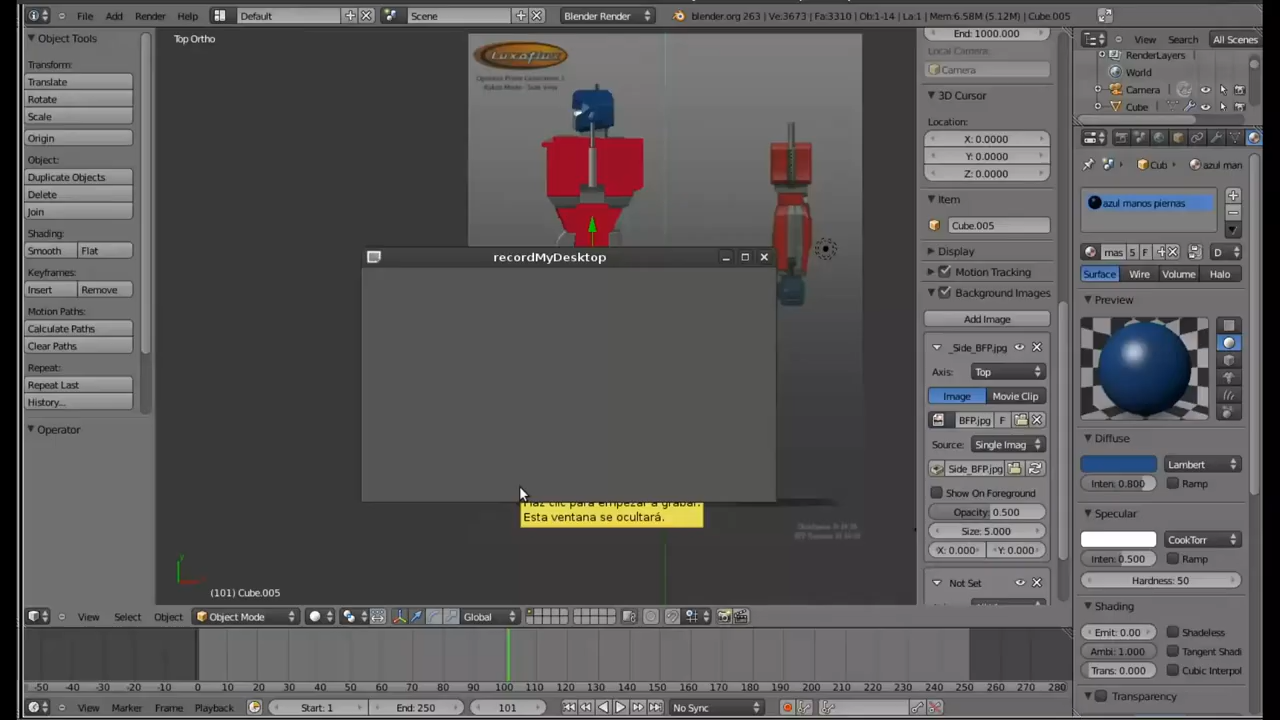 File
Add
Render
Help
Default
Scene
Blender Render
blender.org 263 | Ve:3673 | Fa:3310 | Ob:1-14 | La:1 | Mem:6.58M (5.12M) | Cube.005
Object Tools
Transform:
Translate
Rotate
Scale
Origin
Object:
Duplicate Objects
Delete
Join
Shading:
Smooth
Flat
Keyframes:
Insert
Remove
Motion Paths:
Calculate Paths
Clear Paths
Repeat:
Repeat Last
History...
Operator
Top Ortho
Luxoflux
recordMyDesktop
Haz clic para empezar a grabar.
Esta ventana se ocultará.
(101) Cube.005
End: 1000.000
Local Camera:
Camera
3D Cursor
Location:
X: 0.0000
Y: 0.0000
Z: 0.0000
Item
Cube.005
Display
Motion Tracking
Background Images
Add Image
_Side_BFP.jpg
Axis:
Top
Image
Movie Clip
BFP.jpg
F
Source:
Single Imag
Side_BFP.jpg
Show On Foreground
Opacity: 0.500
Size: 5.000
X: 0.000
Y: 0.000
Not Set
View
Search
All Scenes
RenderLayers
World
Camera
Cube
Cub
azul man
azul manos piernas
mas
5
F
D
Surface
Wire
Volume
Halo
Preview
Diffuse
Lambert
Inten: 0.800
Ramp
Specular
CookTorr
Inten: 0.500
Ramp
Hardness: 50
Shading
Emit: 0.00
Shadeless
Ambi: 1.000
Tangent Shadi
Trans: 0.000
Cubic Interpol
Transparency
View
Select
Object
Object Mode
Global
-50 -40 -30 -20 -10 0 10 20 30 40 50 60 70 80 90 100 110 120 130 140 150 160 170 180 190 200 210 220 230 240 250 260 270 280
View
Marker
Frame
Playback
Start: 1
End: 250
101
No Sync